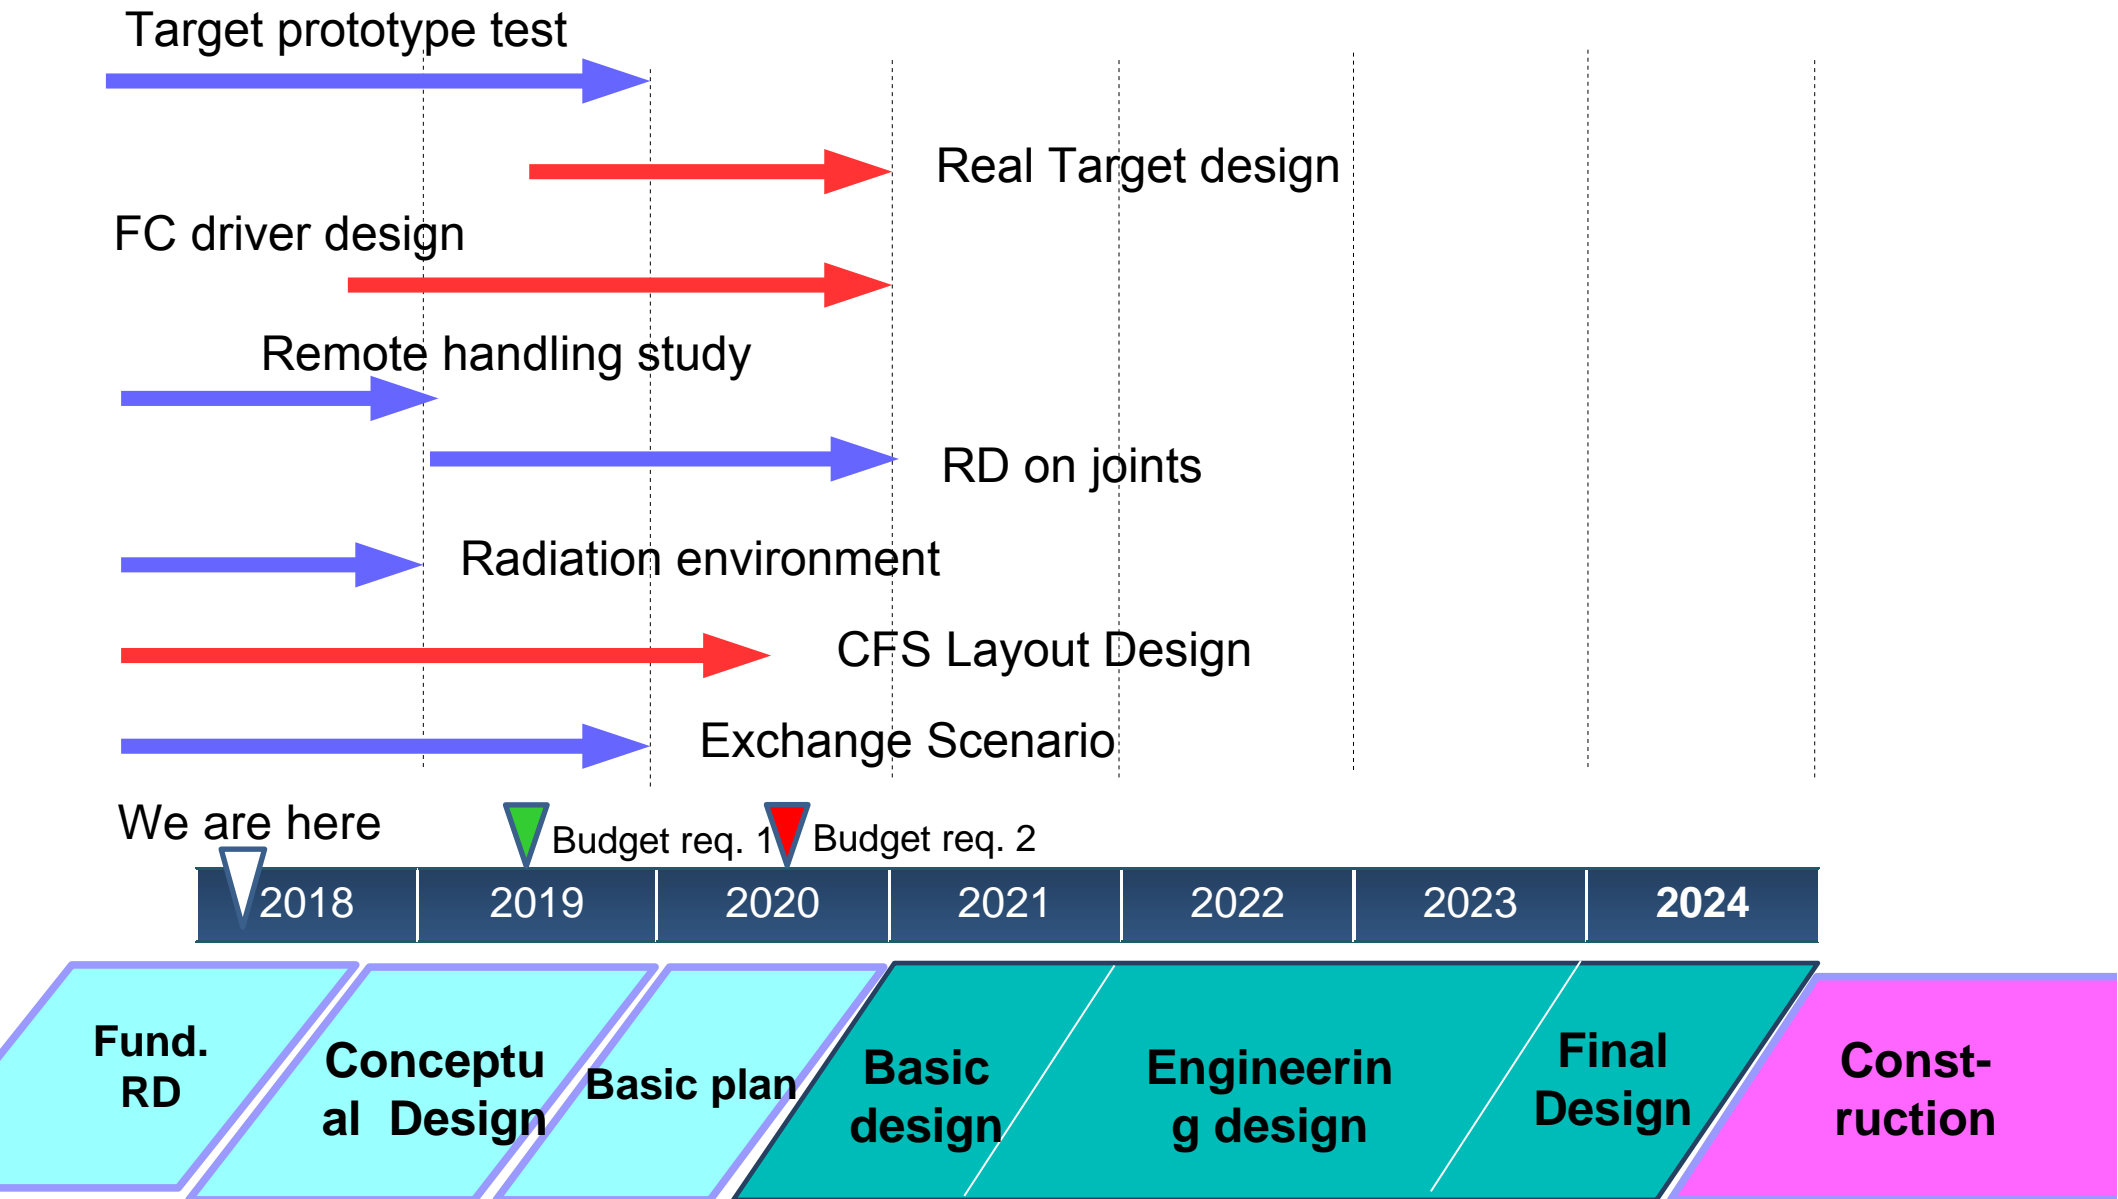 Target prototype test
Real Target design
FC driver design
Remote handling study
RD on joints
Radiation environment
CFS Layout Design
Exchange Scenario
We are here
Budget req. 1
Budget req. 2
2018
2019
2020
2021
2022
2023
2024
Fund.
RD
Conceptu
al Design
Basic plan
Basic
design
Engineerin
g design
Final
Design
Const-
ruction